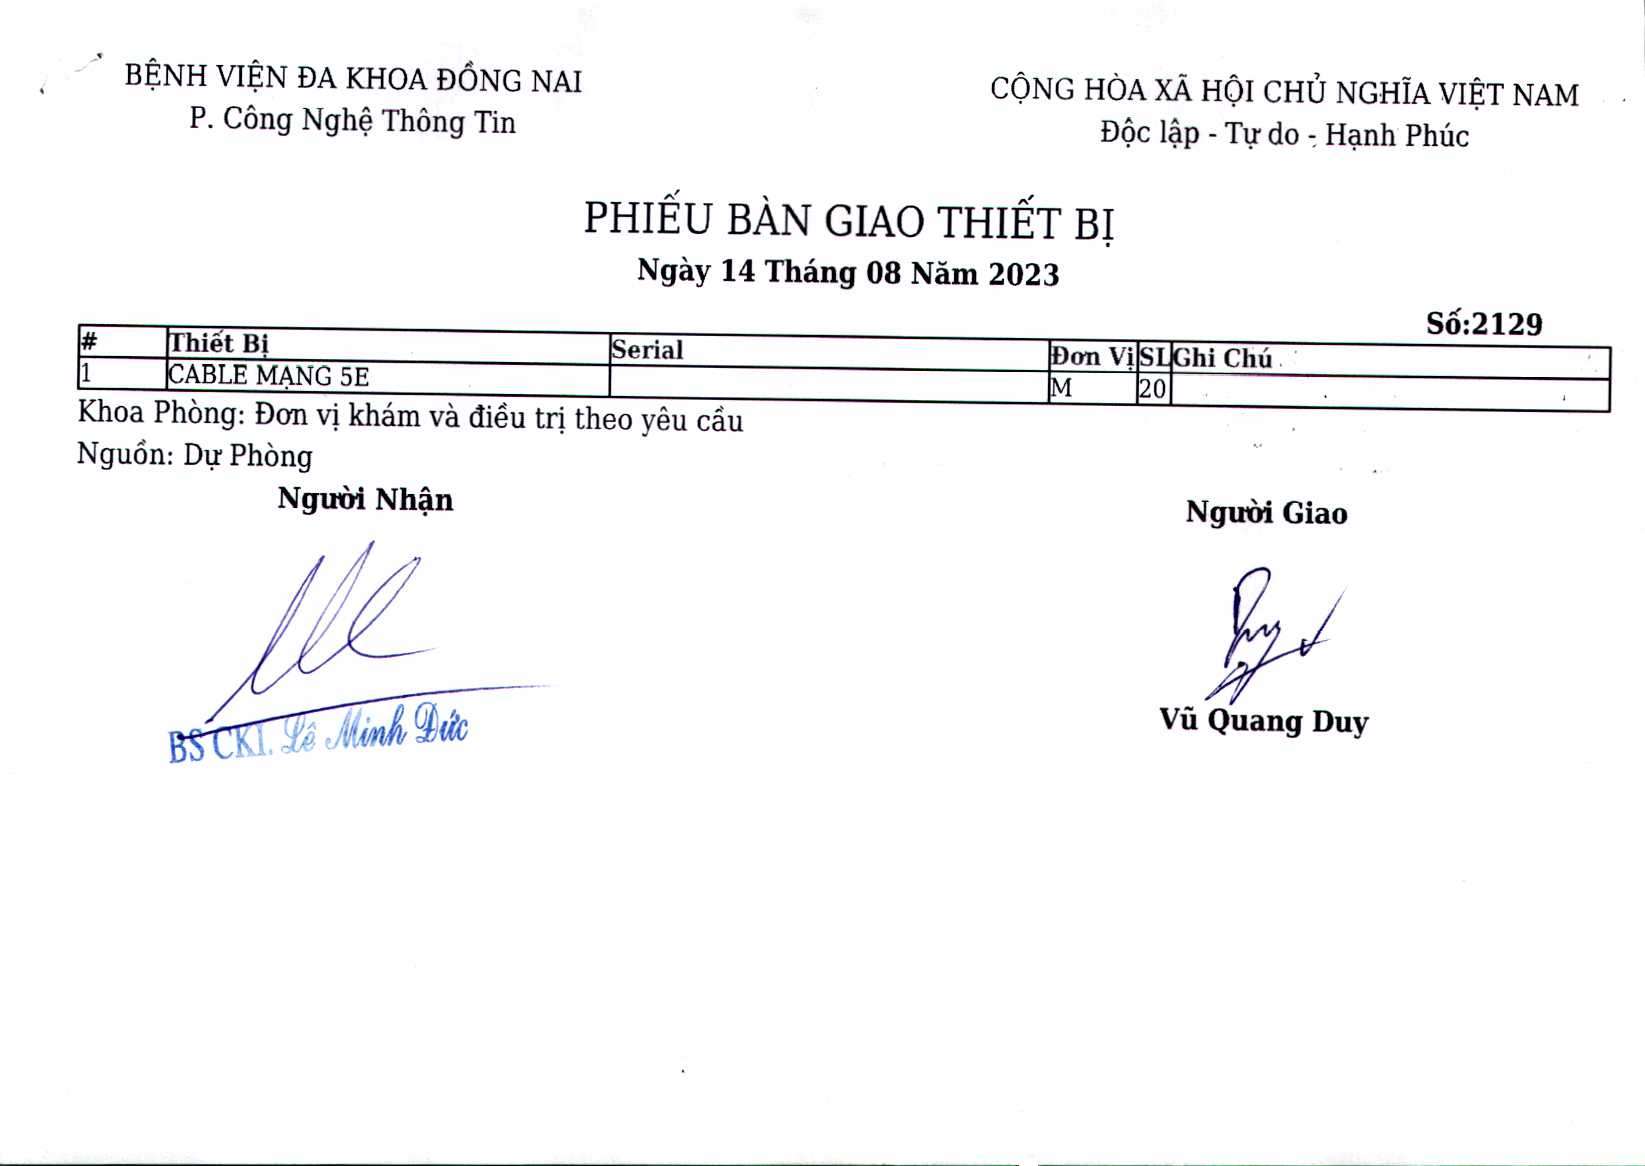 BỆNH VIỆN ĐA KHOA ĐỒNG NAI
P. Công Nghệ Thông Tin
CỘNG HÒA XÃ HỘI CHỦ NGHĨA VIỆT NAM
Độc lập - Tự do - Hạnh Phúc
PHIẾU BÀN GIAO THIẾT BỊ
Ngày 14 Tháng 08 Năm 2023
Số:2129
# Thiết Bị Serial Đơn Vị SL Ghi Chú
1 CABLE MẠNG 5E M 20
Khoa Phòng: Đơn vị khám và điều trị theo yêu cầu
Nguồn: Dự Phòng
Người Nhận Người Giao
BS CKI. Lê Minh Đức
Vũ Quang Duy